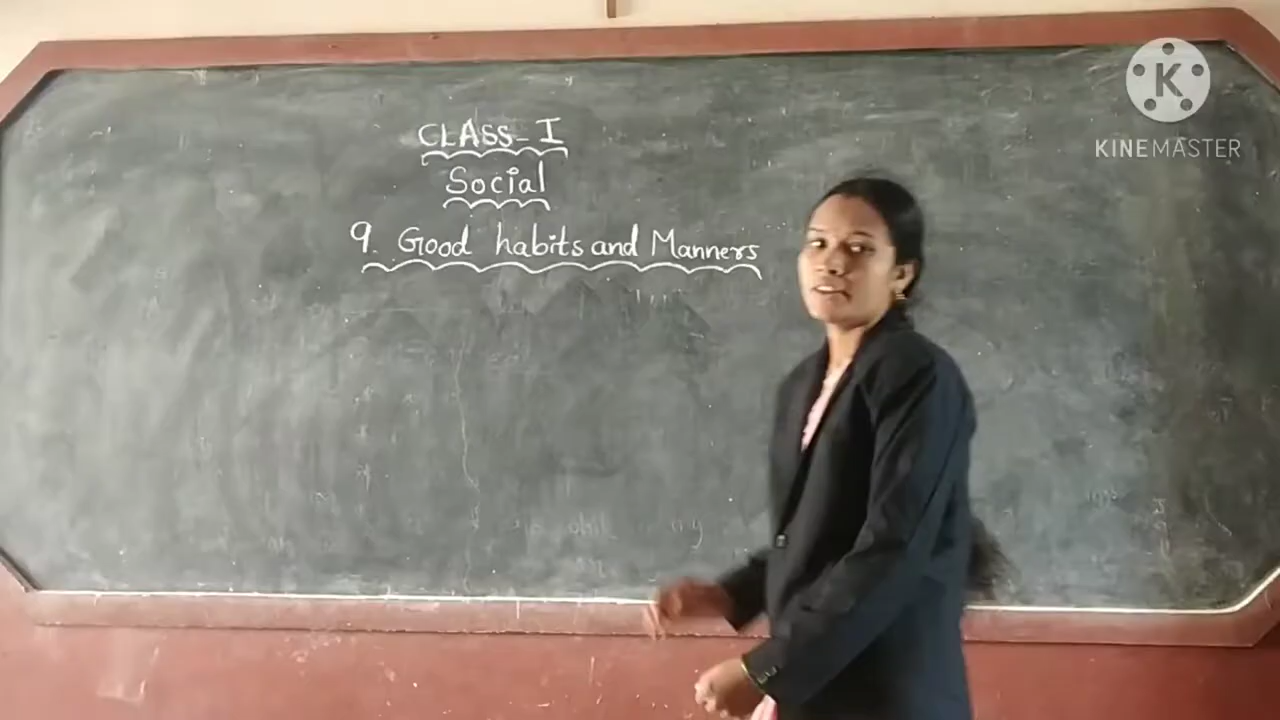 CLASS-I
Social
9. Good habits and Manners
K
KINEMASTER